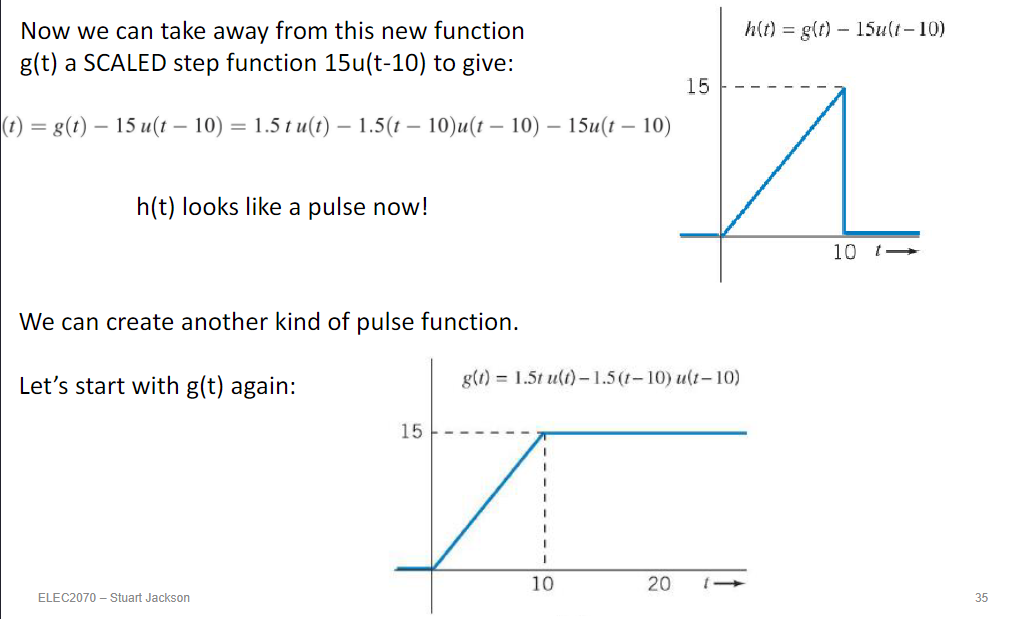 Now we can take away from this new function
g(t) a SCALED step function 15u(t-10) to give:
(t) = g(t) – 15 u(t – 10) = 1.5 t u(t) – 1.5(t – 10)u(t – 10) – 15u(t – 10)
h(t) looks like a pulse now!
h(t) = g(t) – 15u(t – 10)
15
10 t
We can create another kind of pulse function.
Let’s start with g(t) again:
g(t) = 1.5t u(t) – 1.5 (t – 10) u(t – 10)
15
10 20 t
ELEC2070 – Stuart Jackson
35